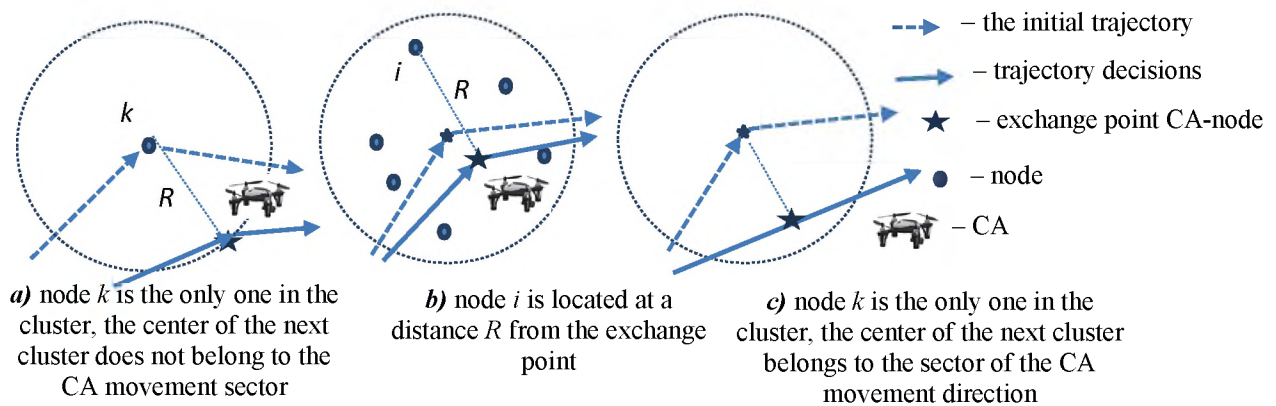 k
R
i
R
– the initial trajectory
– trajectory decisions
– exchange point CA-node
– node
– CA
a) node k is the only one in the
cluster, the center of the next
cluster does not belong to the
CA movement sector
b) node i is located at a
distance R from the exchange
point
c) node k is the only one in the
cluster, the center of the next cluster
belongs to the sector of the CA
movement direction